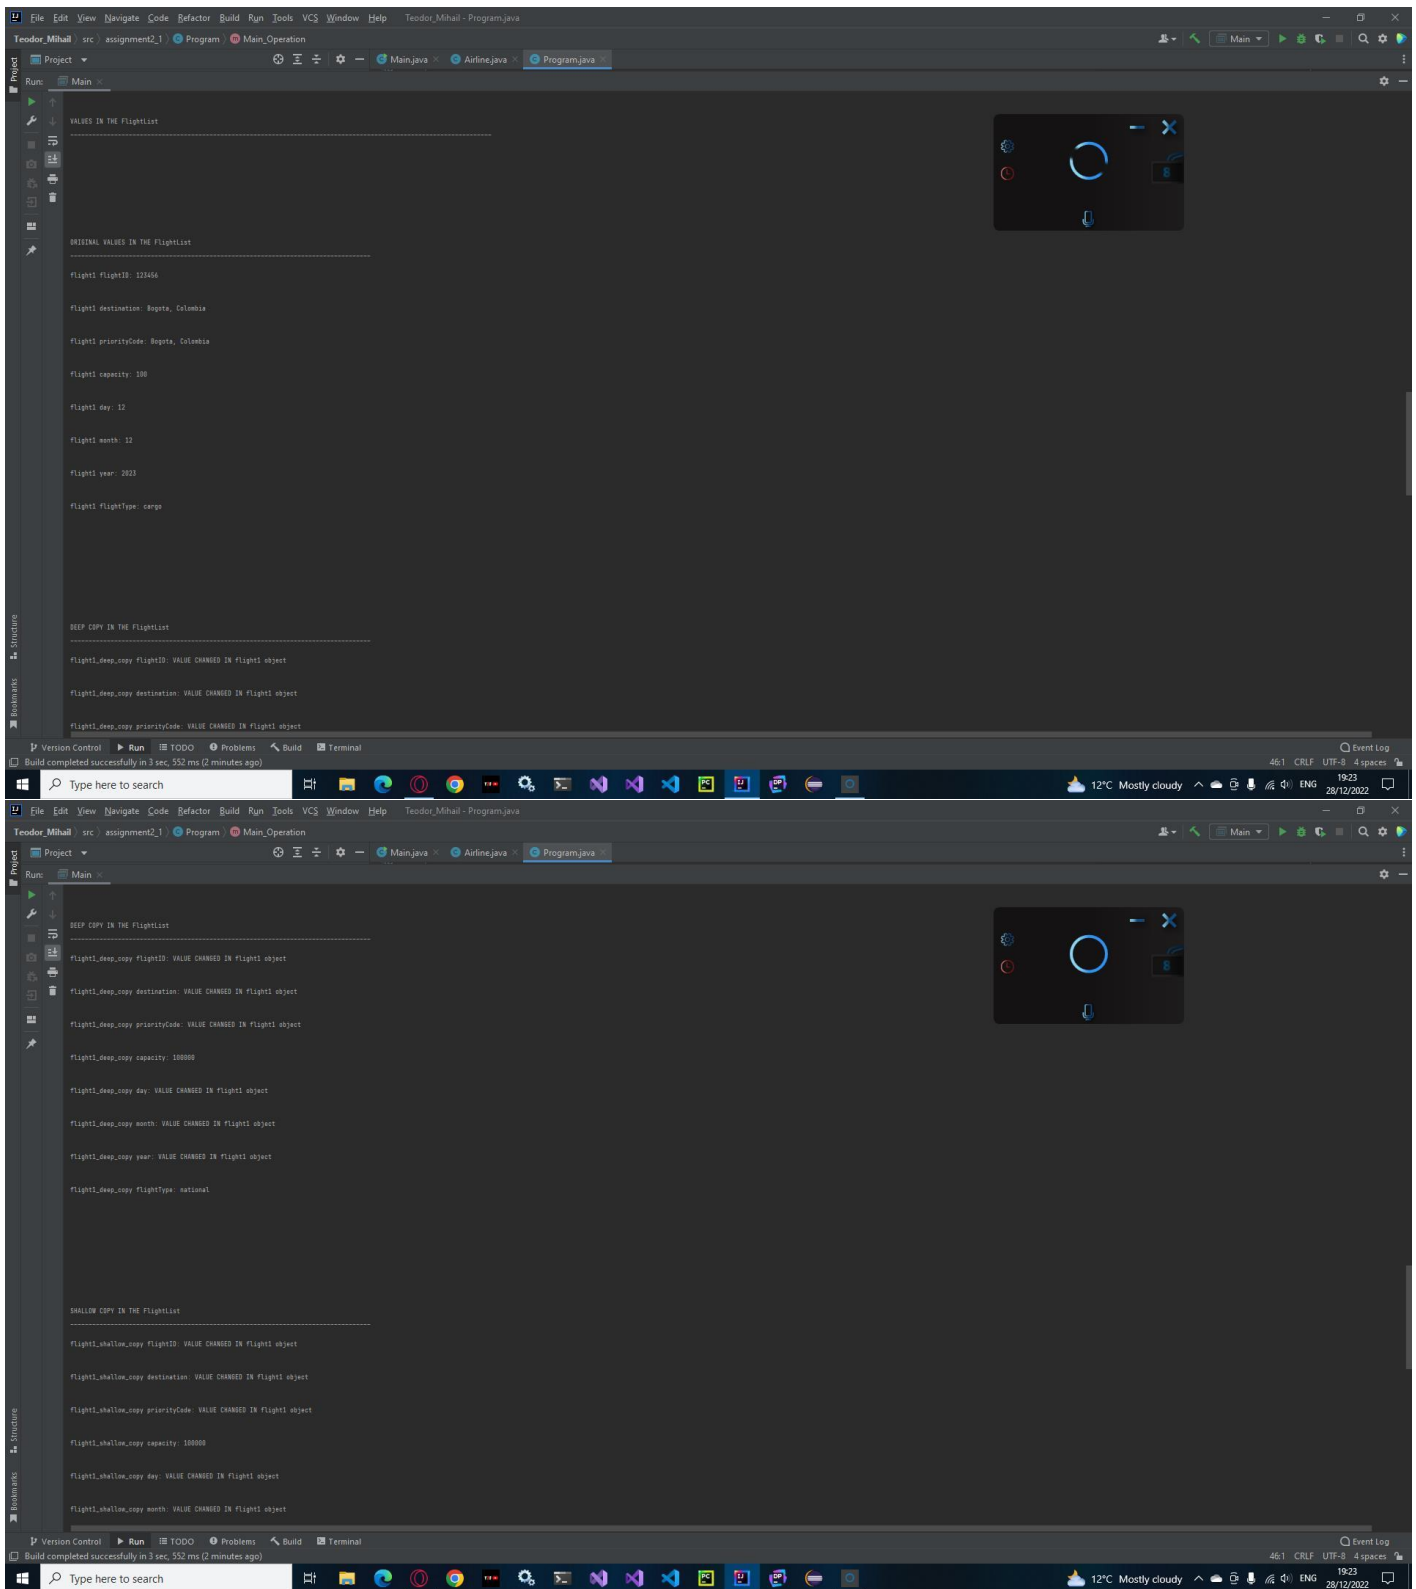 File Edit View Navigate Code Refactor Build Run Tools VCS Window Help Teodor_Mihail - Program.java
Teodor_Mihail src assignment2_1 Program Main_Operation Main
Project Main.java Airline.java Program.java
Run: Main
VALUES IN THE FlightList
ORIGINAL VALUES IN THE FlightList
flight1 flightID: 123456
flight1 destination: Bogota, Colombia
flight1 priorityCode: Bogota, Colombia
flight1 capacity: 100
flight1 day: 12
flight1 month: 12
flight1 year: 2023
flight1 flightType: cargo
DEEP COPY IN THE FlightList
flight1_deep_copy flightID: VALUE CHANGED IN flight1 object
flight1_deep_copy destination: VALUE CHANGED IN flight1 object
flight1_deep_copy priorityCode: VALUE CHANGED IN flight1 object
Project
Structure
Bookmarks
Version Control Run TODO Problems Build Terminal Event Log
Build completed successfully in 3 sec, 552 ms (2 minutes ago) 46:1 CRLF UTF-8 4 spaces
Type here to search 12°C Mostly cloudy ENG 19:23
28/12/2022
File Edit View Navigate Code Refactor Build Run Tools VCS Window Help Teodor_Mihail - Program.java
Teodor_Mihail src assignment2_1 Program Main_Operation Main
Project Main.java Airline.java Program.java
Run: Main
DEEP COPY IN THE FlightList
flight1_deep_copy flightID: VALUE CHANGED IN flight1 object
flight1_deep_copy destination: VALUE CHANGED IN flight1 object
flight1_deep_copy priorityCode: VALUE CHANGED IN flight1 object
flight1_deep_copy capacity: 100000
flight1_deep_copy day: VALUE CHANGED IN flight1 object
flight1_deep_copy month: VALUE CHANGED IN flight1 object
flight1_deep_copy year: VALUE CHANGED IN flight1 object
flight1_deep_copy flightType: national
SHALLOW COPY IN THE FlightList
flight1_shallow_copy flightID: VALUE CHANGED IN flight1 object
flight1_shallow_copy destination: VALUE CHANGED IN flight1 object
flight1_shallow_copy priorityCode: VALUE CHANGED IN flight1 object
flight1_shallow_copy capacity: 100000
flight1_shallow_copy day: VALUE CHANGED IN flight1 object
flight1_shallow_copy month: VALUE CHANGED IN flight1 object
Project
Structure
Bookmarks
Version Control Run TODO Problems Build Terminal Event Log
Build completed successfully in 3 sec, 552 ms (2 minutes ago) 46:1 CRLF UTF-8 4 spaces
Type here to search 12°C Mostly cloudy ENG 19:23
28/12/2022